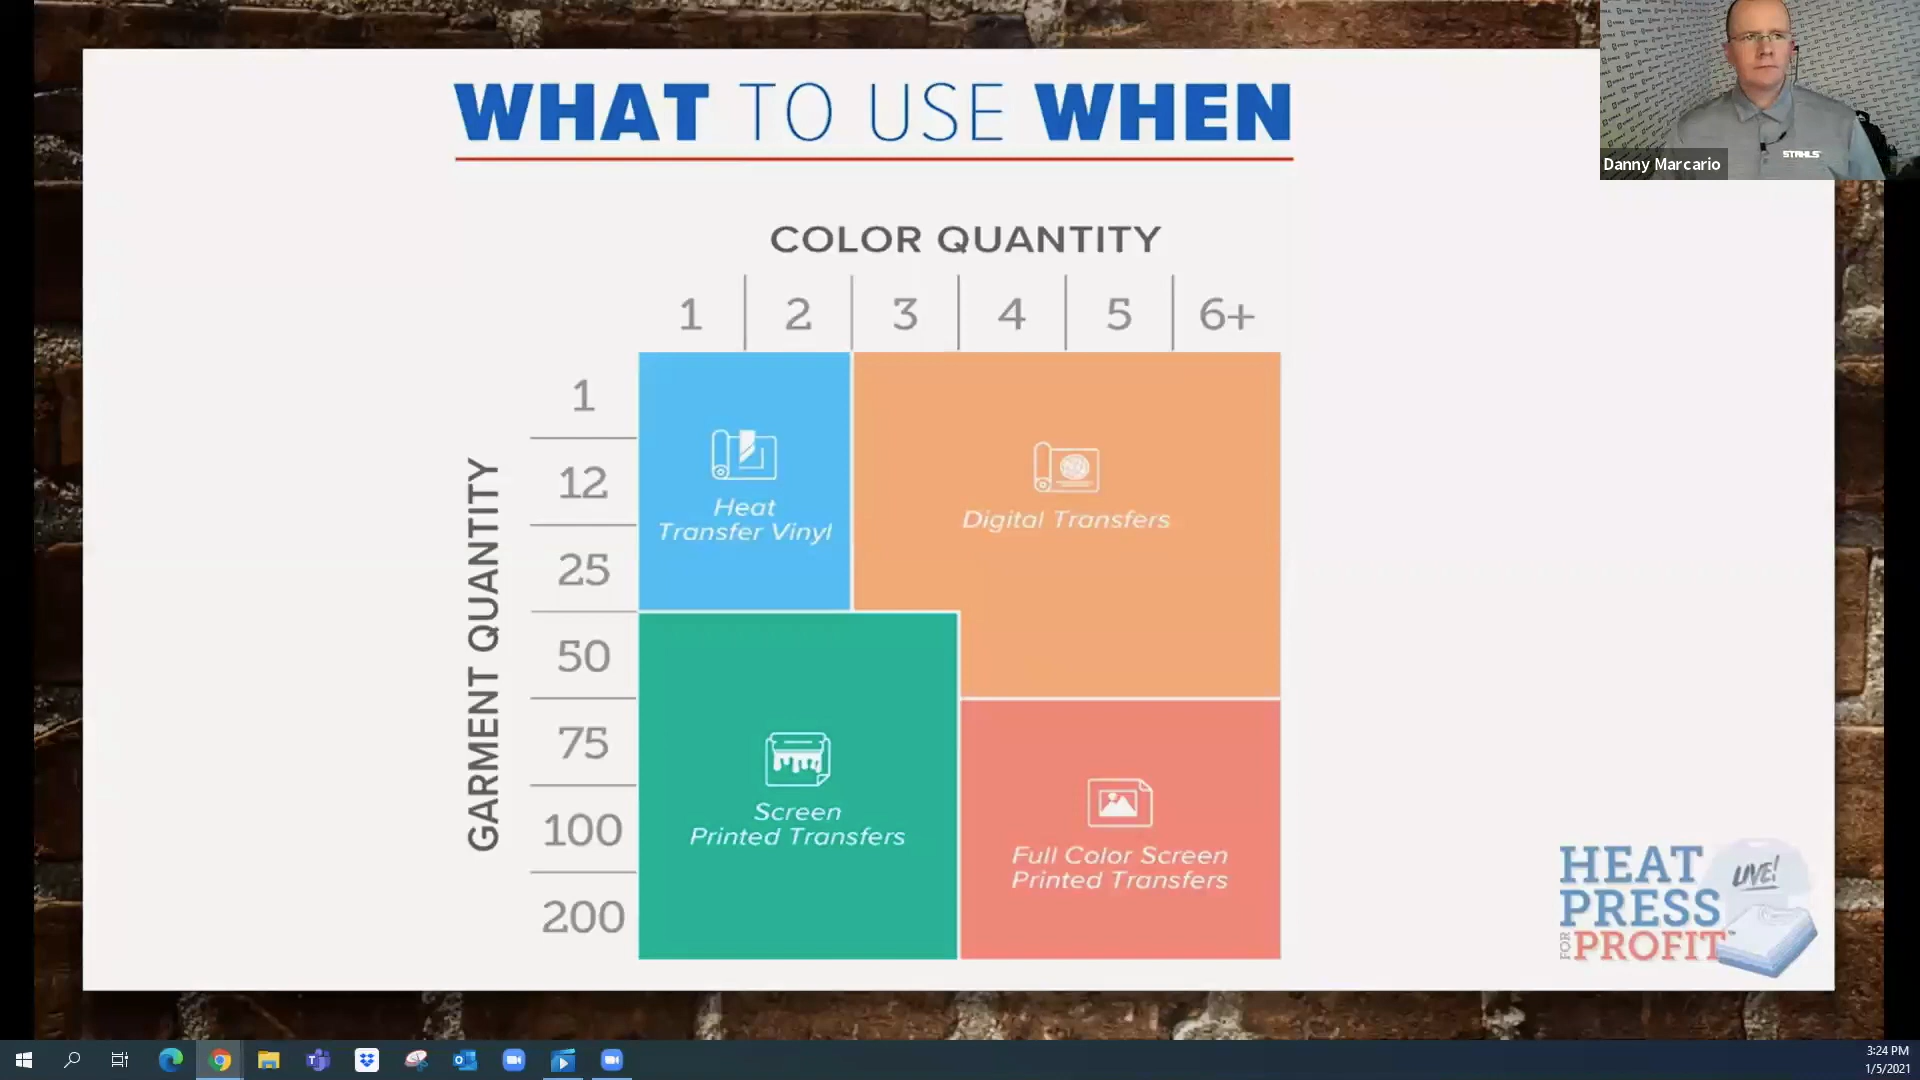 WHAT TO USE WHEN
Danny Marcario
STAHLS'
COLOR QUANTITY
1 2 3 4 5 6+
GARMENT QUANTITY
1
12
25
50
75
100
200
Heat
Transfer Vinyl
Digital Transfers
Screen
Printed Transfers
Full Color Screen
Printed Transfers
HEAT
PRESS
FOR PROFIT™
LIVE!
3:24 PM
1/5/2021